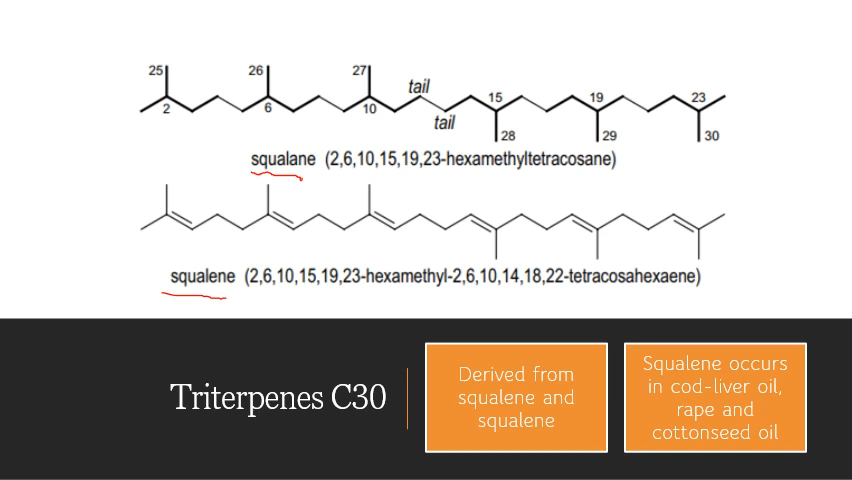 25 26 27 tail 15 19 23
2 6 10 tail 28 29 30
squalane (2,6,10,15,19,23-hexamethyltetracosane)
squalene (2,6,10,15,19,23-hexamethyl-2,6,10,14,18,22-tetracosahexaene)
Triterpenes C30
Derived from
squalene and
squalene
Squalene occurs
in cod-liver oil,
rape and
cottonseed oil